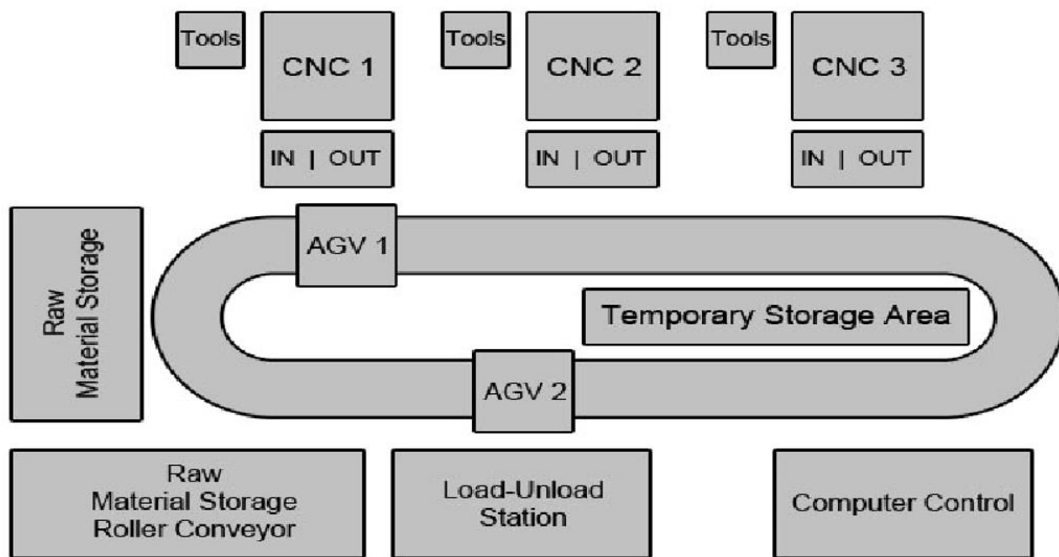 Tools
CNC 1
Tools
CNC 2
Tools
CNC 3
IN | OUT
IN | OUT
IN | OUT
Raw
Material Storage
AGV 1
Temporary Storage Area
AGV 2
Raw
Material Storage
Roller Conveyor
Load-Unload
Station
Computer Control